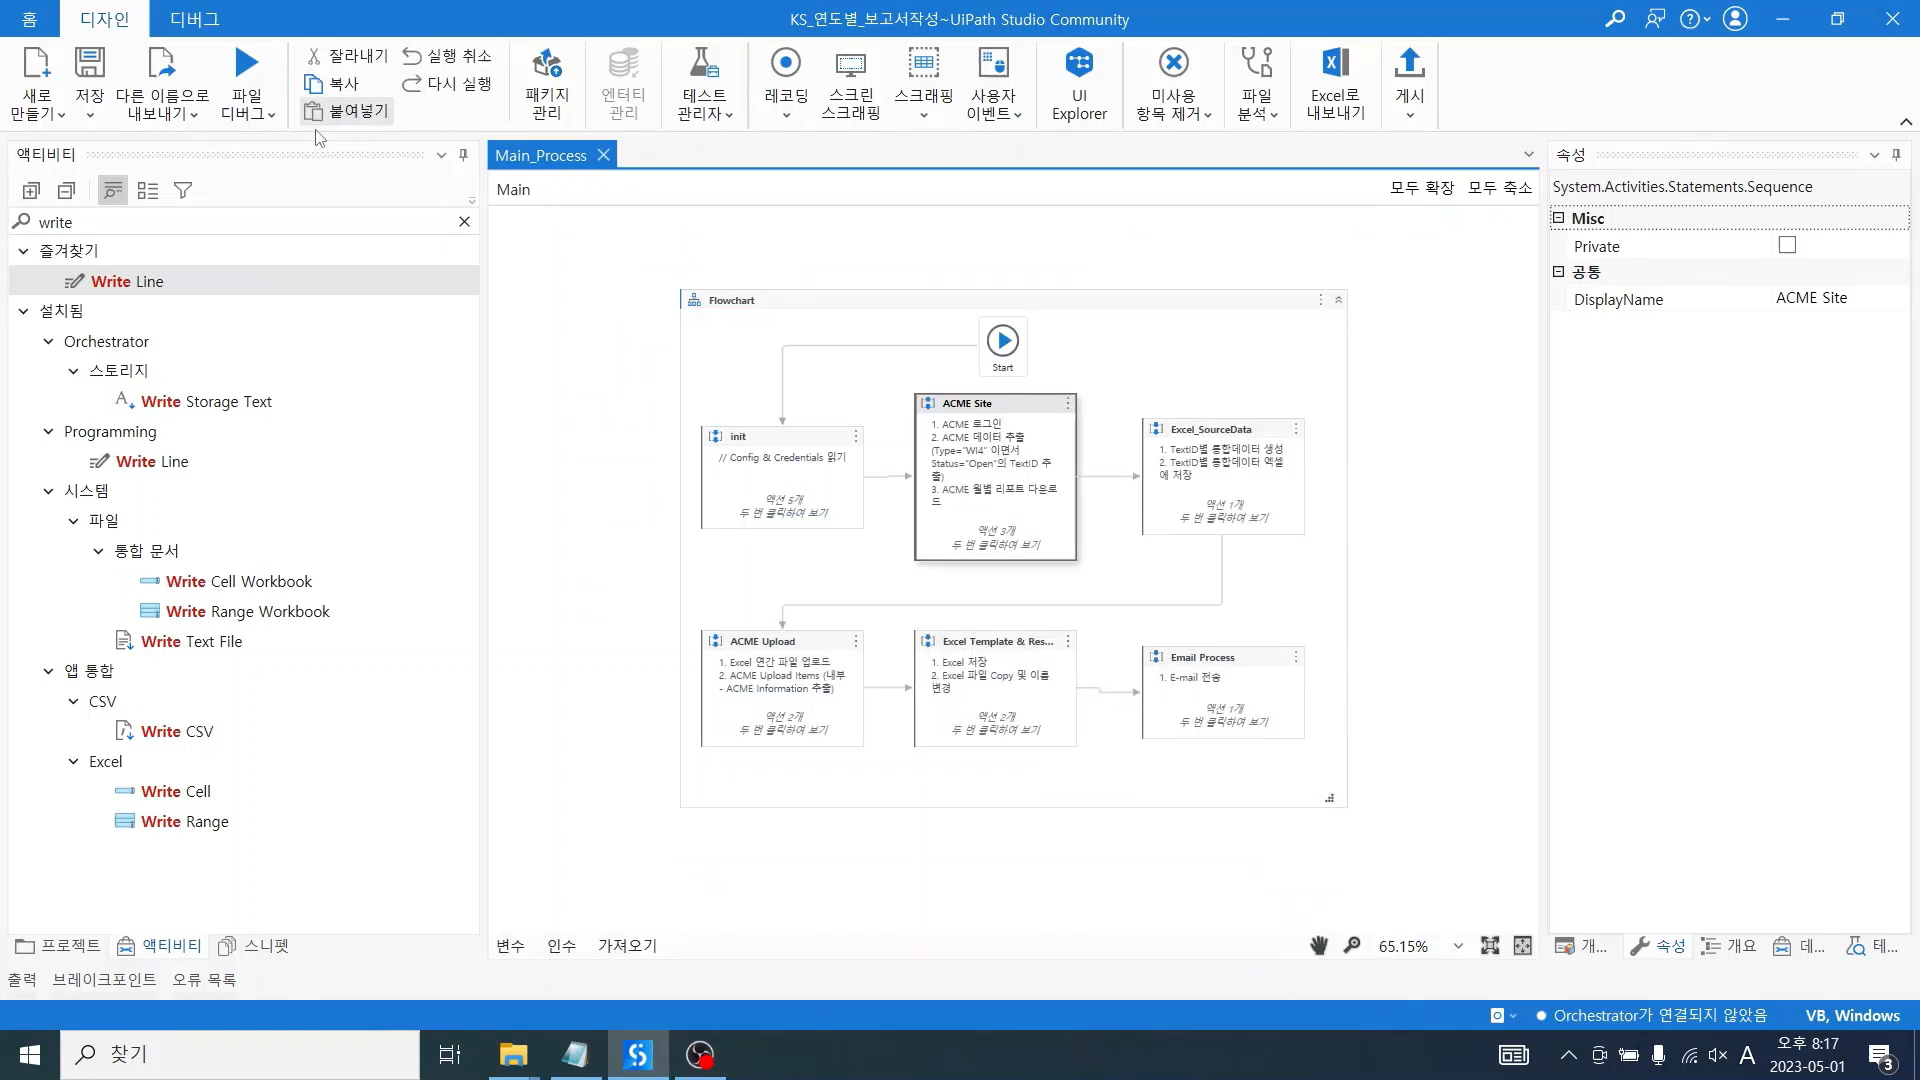 홈 디자인 디버그 KS_연도별_보고서작성~UiPath Studio Community
잘라내기 실행 취소
복사 다시 실행
붙여넣기
새로
만들기
저장
다른 이름으로
내보내기
파일
디버그
패키지
관리
엔터티
관리
테스트
관리자
레코딩
스크린
스크래핑
스크래핑
사용자
이벤트
UI
Explorer
미사용
항목 제거
파일
분석
Excel로
내보내기
게시
액티비티
write
즐겨찾기
Write Line
설치됨
Orchestrator
스토리지
Write Storage Text
Programming
Write Line
시스템
파일
통합 문서
Write Cell Workbook
Write Range Workbook
Write Text File
앱 통합
CSV
Write CSV
Excel
Write Cell
Write Range
프로젝트 액티비티 스니펫
Main_Process
Main 모두 확장 모두 축소
Flowchart
Start
init
// Config & Credentials 읽기
액션 5개
두 번 클릭하여 보기
ACME Site
1. ACME 로그인
2. ACME 데이터 추출
(Type="WI4" 이면서
Status="Open"의 TextID 추
출)
3. ACME 월별 리포트 다운로
드
액션 3개
두 번 클릭하여 보기
Excel_SourceData
1. TextID별 통합데이터 생성
2. TextID별 통합데이터 엑셀
에 저장
액션 1개
두 번 클릭하여 보기
ACME Upload
1. Excel 연간 파일 업로드
2. ACME Upload Items (내부
- ACME Information 추출)
액션 2개
두 번 클릭하여 보기
Excel Template & Res...
1. Excel 저장
2. Excel 파일 Copy 및 이름
변경
액션 2개
두 번 클릭하여 보기
Email Process
1. E-mail 전송
액션 1개
두 번 클릭하여 보기
변수 인수 가져오기 65.15%
속성
System.Activities.Statements.Sequence
Misc
Private
공통
DisplayName ACME Site
개... 속성 개요 데... 테...
출력 브레이크포인트 오류 목록
Orchestrator가 연결되지 않았음 VB, Windows
찾기
A
오후 8:17
2023-05-01
3